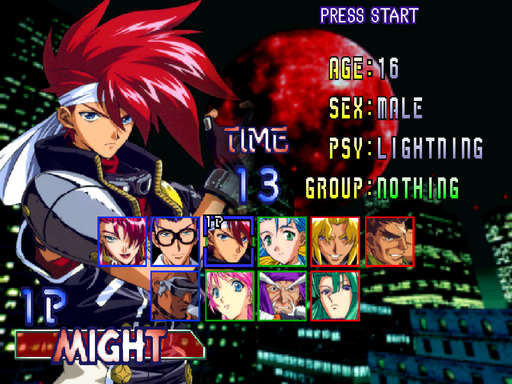 PRESS START
AGE:16
SEX:MALE
PSY:LIGHTNING
GROUP:NOTHING
TIME
13
1P
1P
MIGHT